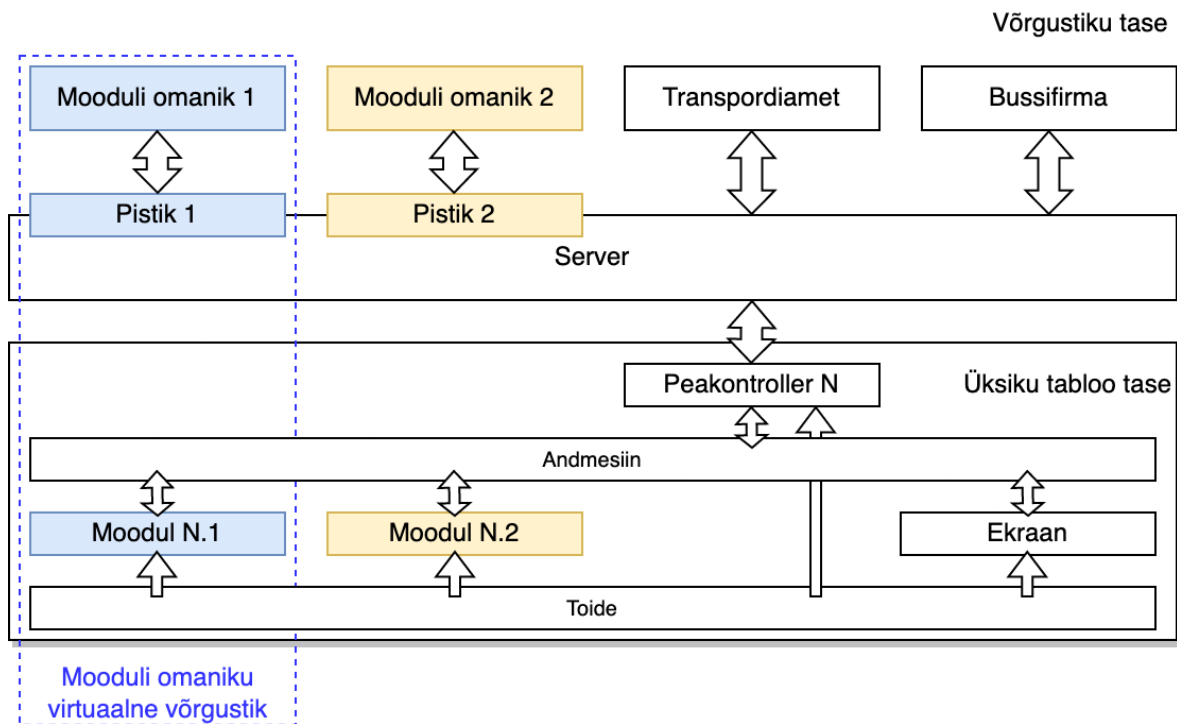 Võrgustiku tase
Mooduli omanik 1
Mooduli omanik 2
Transpordiamet
Bussifirma
Pistik 1
Pistik 2
Server
Peakontroller N
Üksiku tabloo tase
Andmesiin
Moodul N.1
Moodul N.2
Ekraan
Toide
Mooduli omaniku
virtuaalne võrgustik